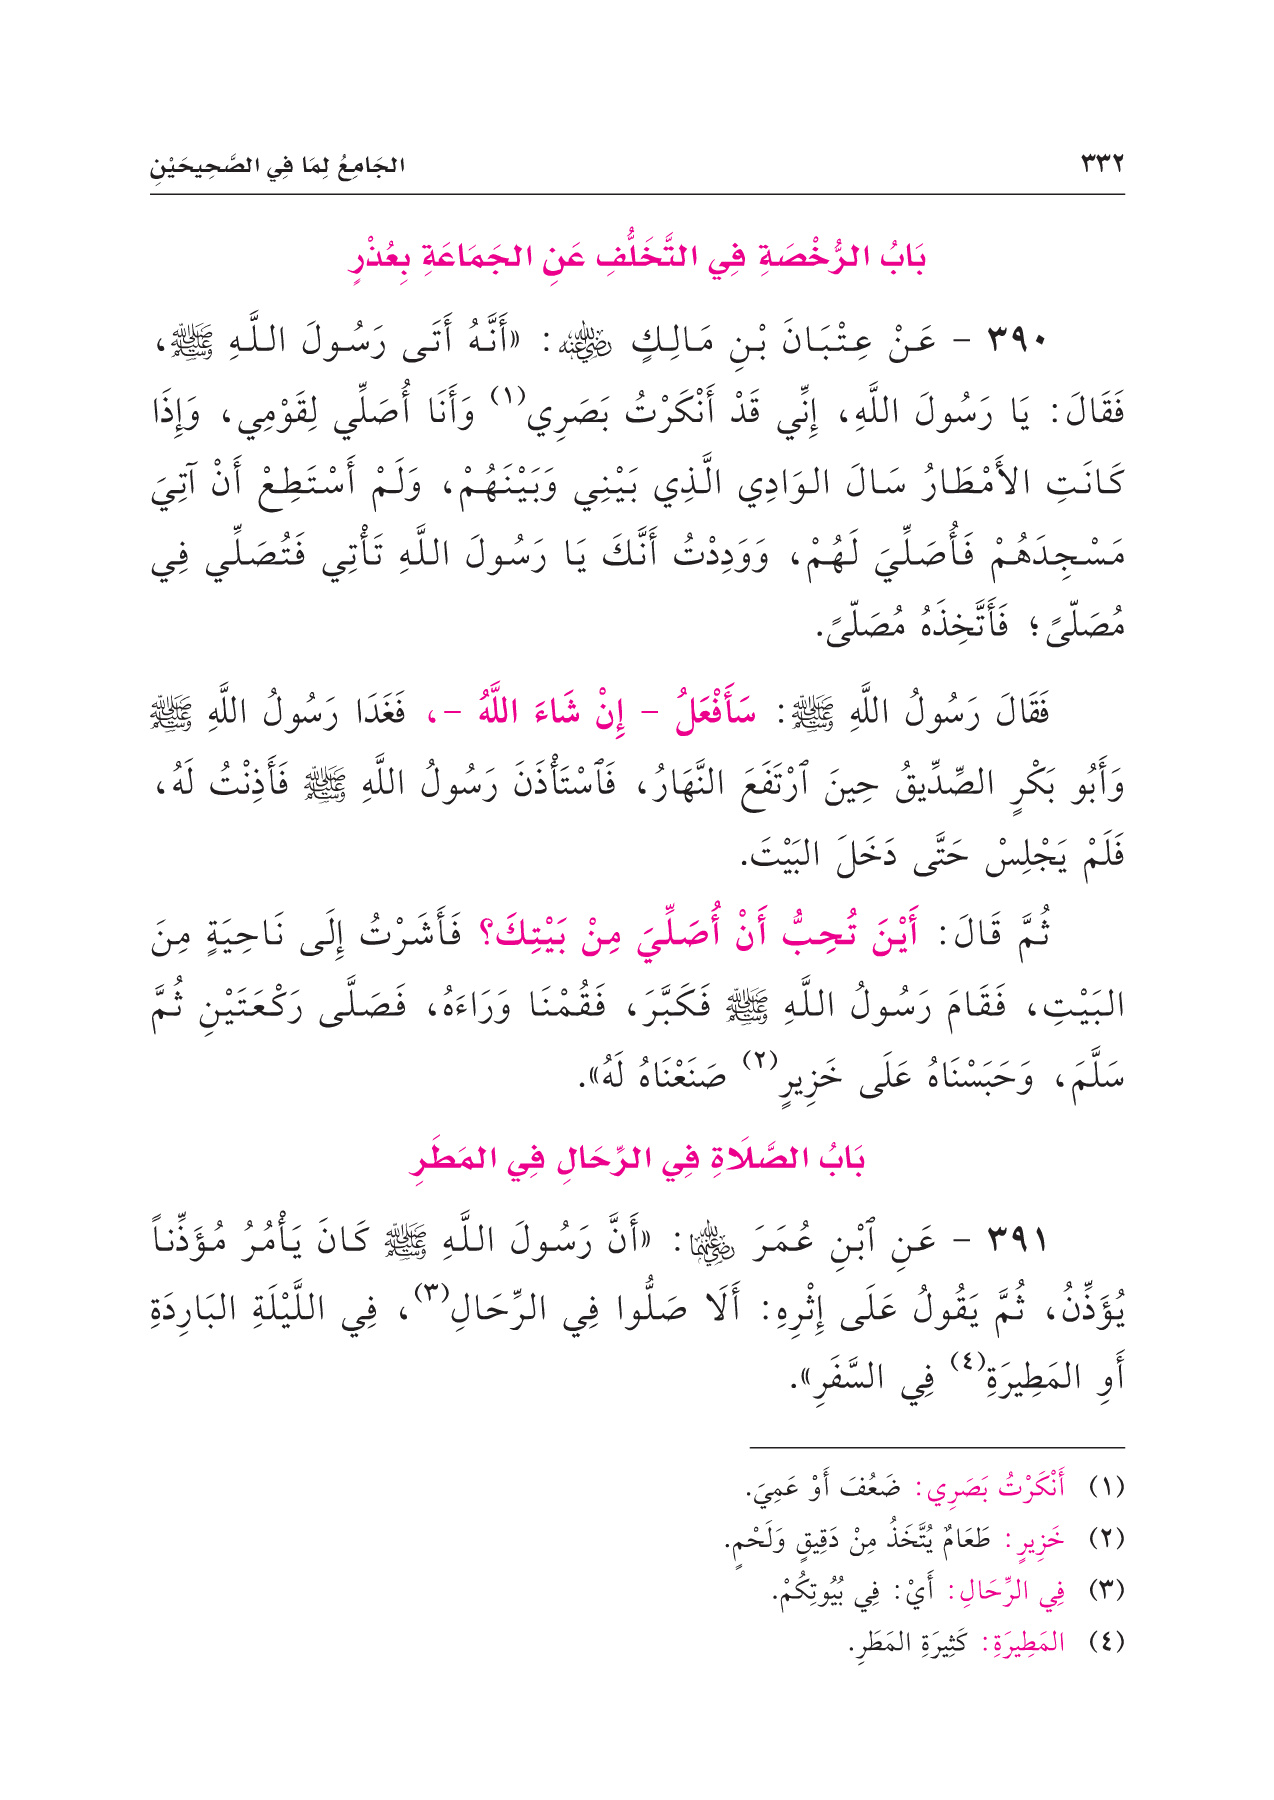 ٣٣٢
الجَامِعُ لِمَا فِي الصَّحِيحَيْنِ
بَابُ الرُّخْصَةِ فِي التَّخَلُّفِ عَنِ الجَمَاعَةِ بِعُذْرٍ
٣٩٠ - عَنْ عِتْبَانَ بْنِ مَالِكٍ رضي الله عنه: «أَنَّهُ أَتَى رَسُولَ اللَّهِ ﷺ،
فَقَالَ: يَا رَسُولَ اللَّهِ، إِنِّي قَدْ أَنْكَرْتُ بَصَرِي(١) وَأَنَا أُصَلِّي لِقَوْمِي، وَإِذَا
كَانَتِ الأَمْطَارُ سَالَ الوَادِي الَّذِي بَيْنِي وَبَيْنَهُمْ، وَلَمْ أَسْتَطِعْ أَنْ آتِيَ
مَسْجِدَهُمْ فَأُصَلِّيَ لَهُمْ، وَوَدِدْتُ أَنَّكَ يَا رَسُولَ اللَّهِ تَأْتِي فَتُصَلِّي فِي
مُصَلّىً؛ فَأَتَّخِذَهُ مُصَلّىً.
فَقَالَ رَسُولُ اللَّهِ ﷺ: سَأَفْعَلُ - إِنْ شَاءَ اللَّهُ -، فَغَدَا رَسُولُ اللَّهِ ﷺ
وَأَبُو بَكْرٍ الصِّدِّيقُ حِينَ ٱرْتَفَعَ النَّهَارُ، فَٱسْتَأْذَنَ رَسُولُ اللَّهِ ﷺ فَأَذِنْتُ لَهُ،
فَلَمْ يَجْلِسْ حَتَّى دَخَلَ البَيْتَ.
ثُمَّ قَالَ: أَيْنَ تُحِبُّ أَنْ أُصَلِّيَ مِنْ بَيْتِكَ؟ فَأَشَرْتُ إِلَى نَاحِيَةٍ مِنَ
البَيْتِ، فَقَامَ رَسُولُ اللَّهِ ﷺ فَكَبَّرَ، فَقُمْنَا وَرَاءَهُ، فَصَلَّى رَكْعَتَيْنِ ثُمَّ
سَلَّمَ، وَحَبَسْنَاهُ عَلَى خَزِيرٍ(٢) صَنَعْنَاهُ لَهُ».
بَابُ الصَّلَاةِ فِي الرِّحَالِ فِي المَطَرِ
٣٩١ - عَنِ ٱبْنِ عُمَرَ رضي الله عنهما: «أَنَّ رَسُولَ اللَّهِ ﷺ كَانَ يَأْمُرُ مُؤَذِّناً
يُؤَذِّنُ، ثُمَّ يَقُولُ عَلَى إِثْرِهِ: أَلَا صَلُّوا فِي الرِّحَالِ(٣)، فِي اللَّيْلَةِ البَارِدَةِ
أَوِ المَطِيرَةِ(٤) فِي السَّفَرِ».
(١) أَنْكَرْتُ بَصَرِي: ضَعُفَ أَوْ عَمِيَ.
(٢) خَزِيرٍ: طَعَامٌ يُتَّخَذُ مِنْ دَقِيقٍ وَلَحْمٍ.
(٣) فِي الرِّحَالِ: أَيْ: فِي بُيُوتِكُمْ.
(٤) المَطِيرَةِ: كَثِيرَةِ المَطَرِ.